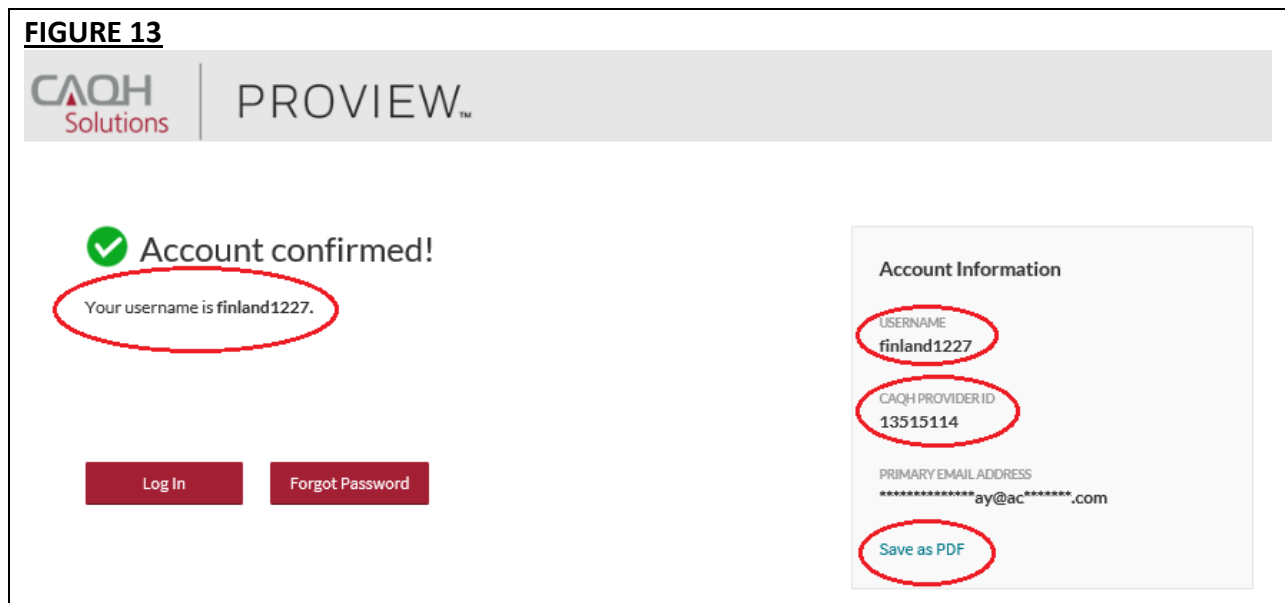 FIGURE 13
CAQH
Solutions
PROVIEW™
Account confirmed!
Your username is finland1227.
Log In
Forgot Password
Account Information
USERNAME
finland1227
CAQH PROVIDER ID
13515114
PRIMARY EMAIL ADDRESS
**************ay@ac*******.com
Save as PDF